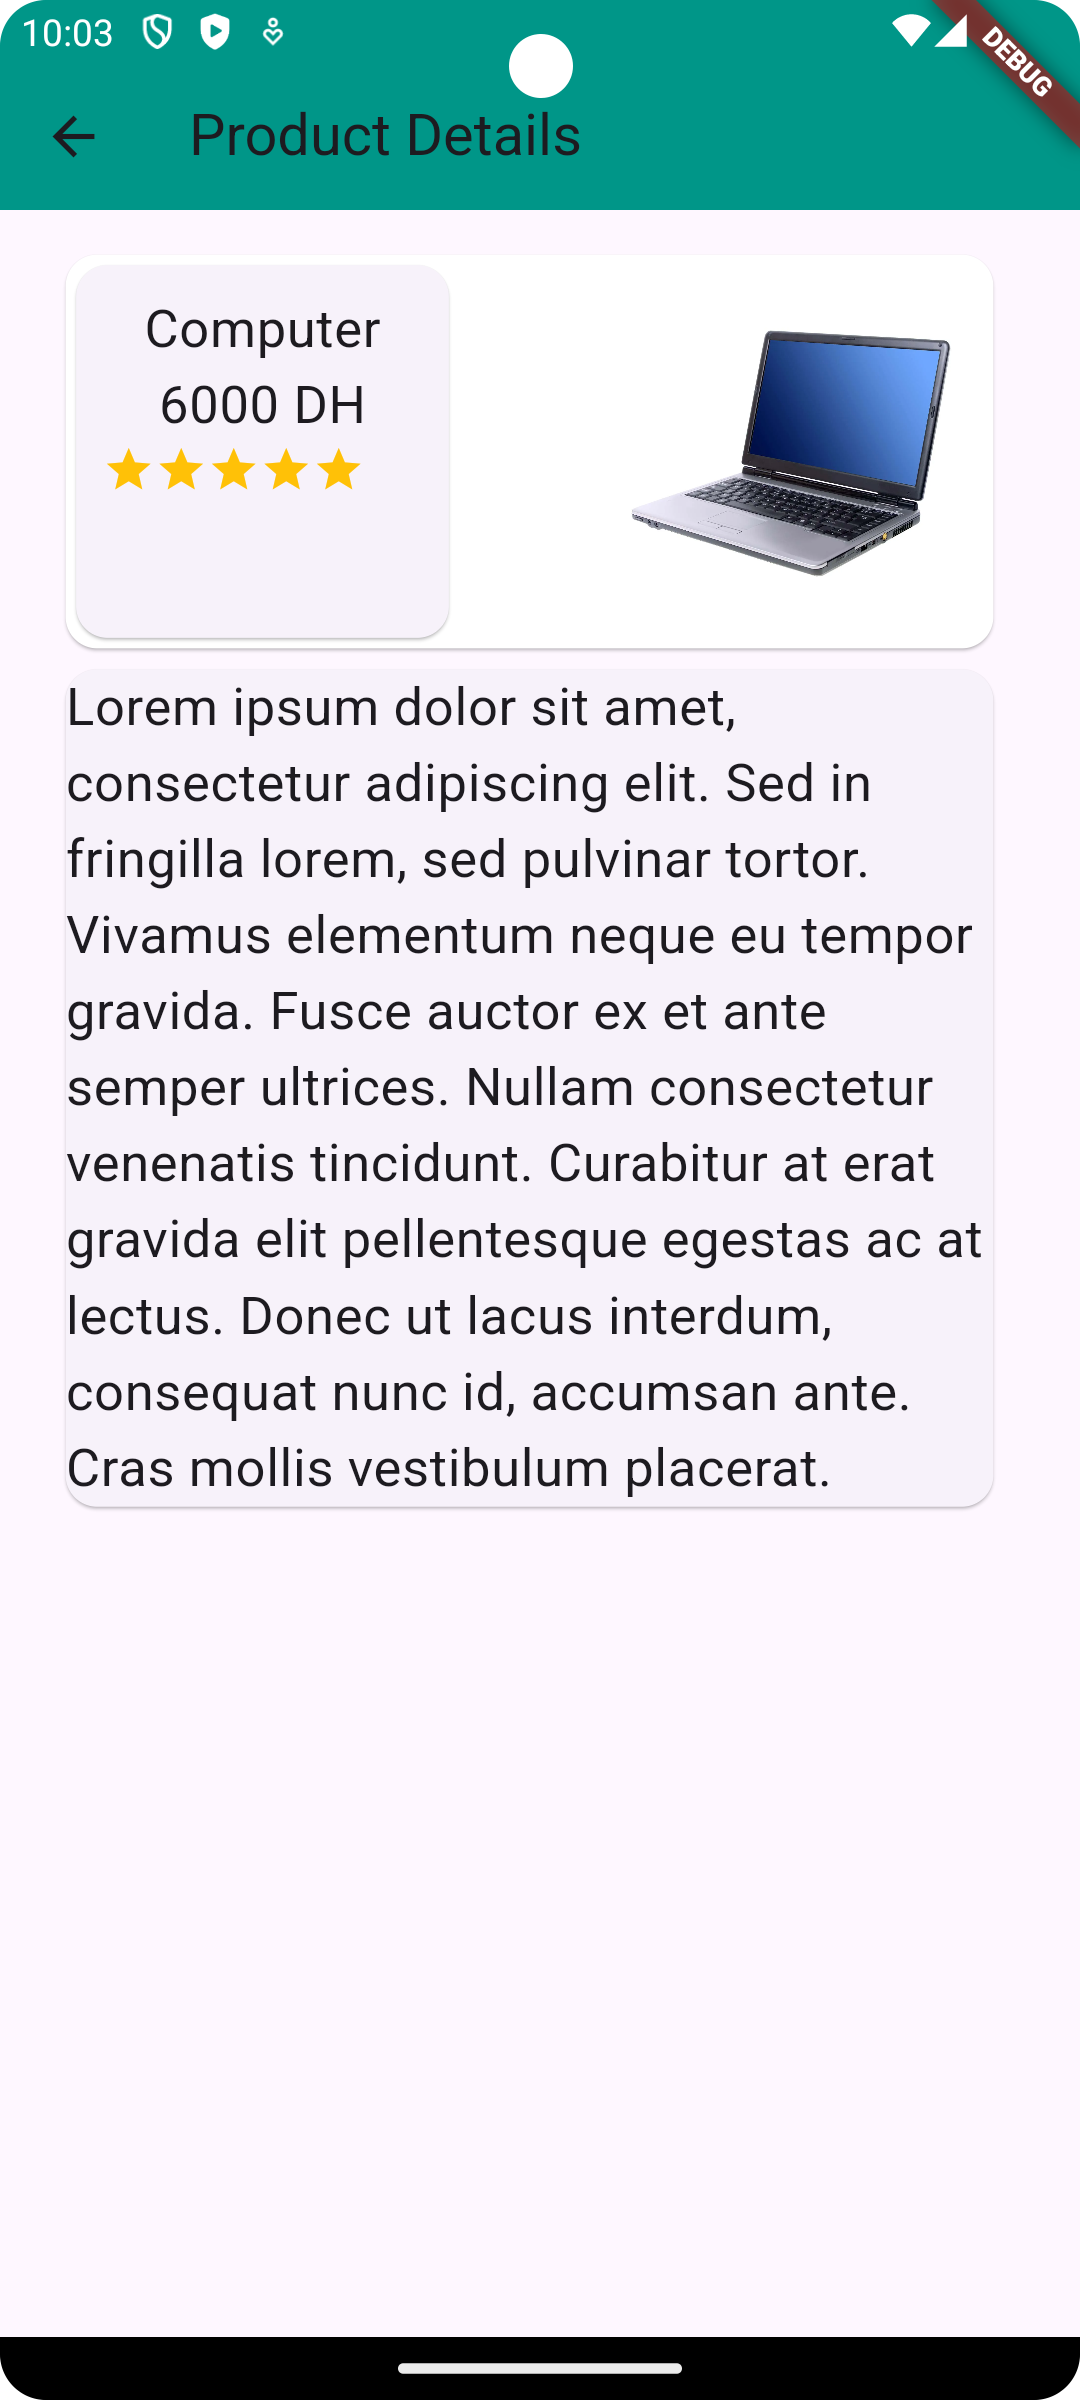 10:03
DEBUG
Product Details
Computer
6000 DH
Lorem ipsum dolor sit amet,
consectetur adipiscing elit. Sed in
fringilla lorem, sed pulvinar tortor.
Vivamus elementum neque eu tempor
gravida. Fusce auctor ex et ante
semper ultrices. Nullam consectetur
venenatis tincidunt. Curabitur at erat
gravida elit pellentesque egestas ac at
lectus. Donec ut lacus interdum,
consequat nunc id, accumsan ante.
Cras mollis vestibulum placerat.